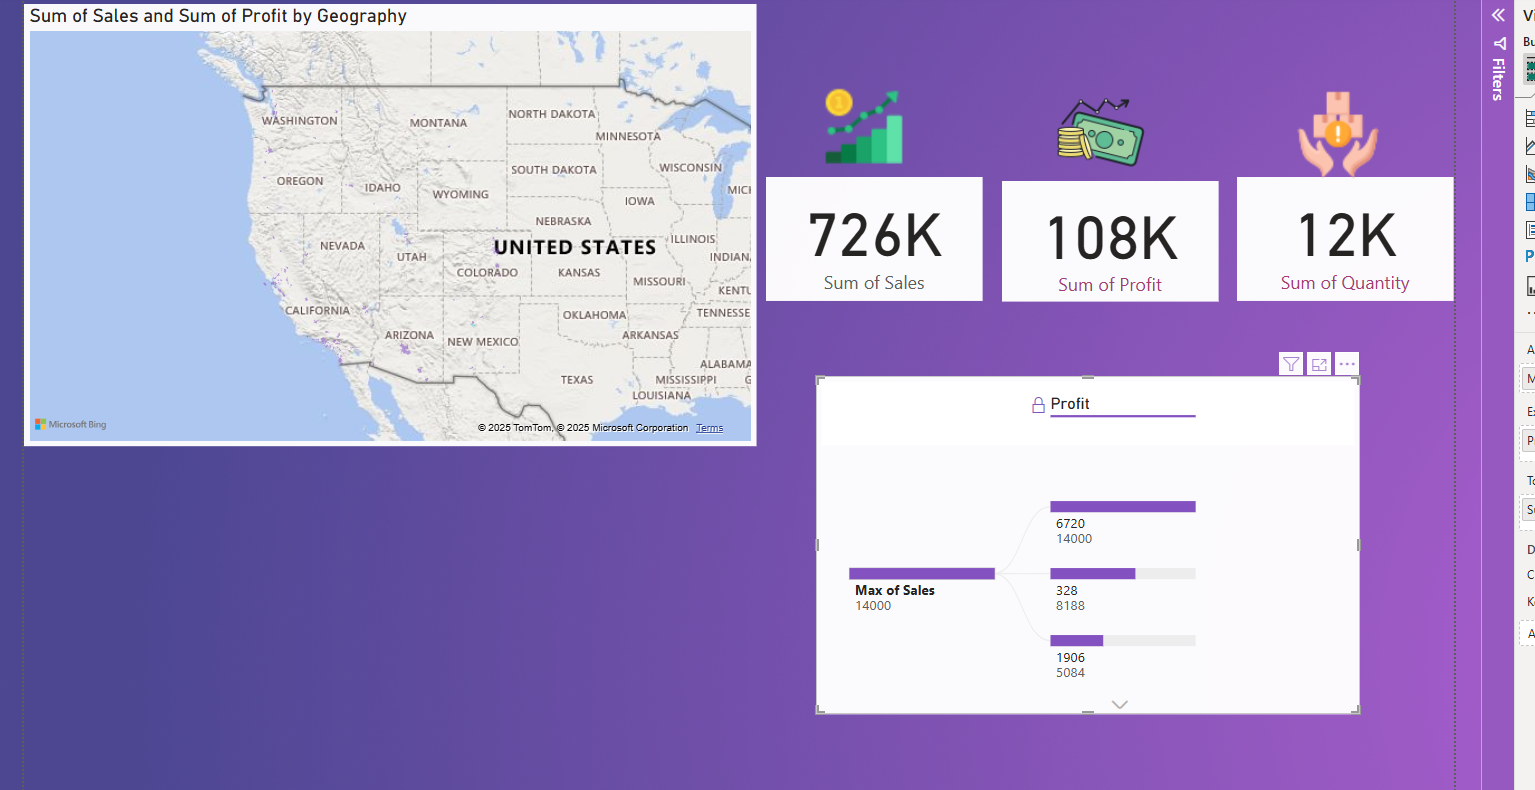 Sum of Sales and Sum of Profit by Geography
WASHINGTON
MONTANA
NORTH DAKOTA
MINNESOTA
OREGON
IDAHO
SOUTH DAKOTA
WISCONSIN
MICH
WYOMING
IOWA
NEBRASKA
NEVADA
UTAH
UNITED STATES
ILLINOIS
INDIAN
COLORADO
KANSAS
MISSOURI
KENTU
CALIFORNIA
OKLAHOMA
TENNESSE
ARIZONA
NEW MEXICO
ARKANSAS
ALABAMA
TEXAS
MISSISSIPPI
G
LOUISIANA
Microsoft Bing
© 2025 TomTom, © 2025 Microsoft Corporation Terms
1
726K
Sum of Sales
108K
Sum of Profit
12K
Sum of Quantity
Profit
6720
14000
Max of Sales
14000
328
8188
1906
5084
Filters
Vi
Bu